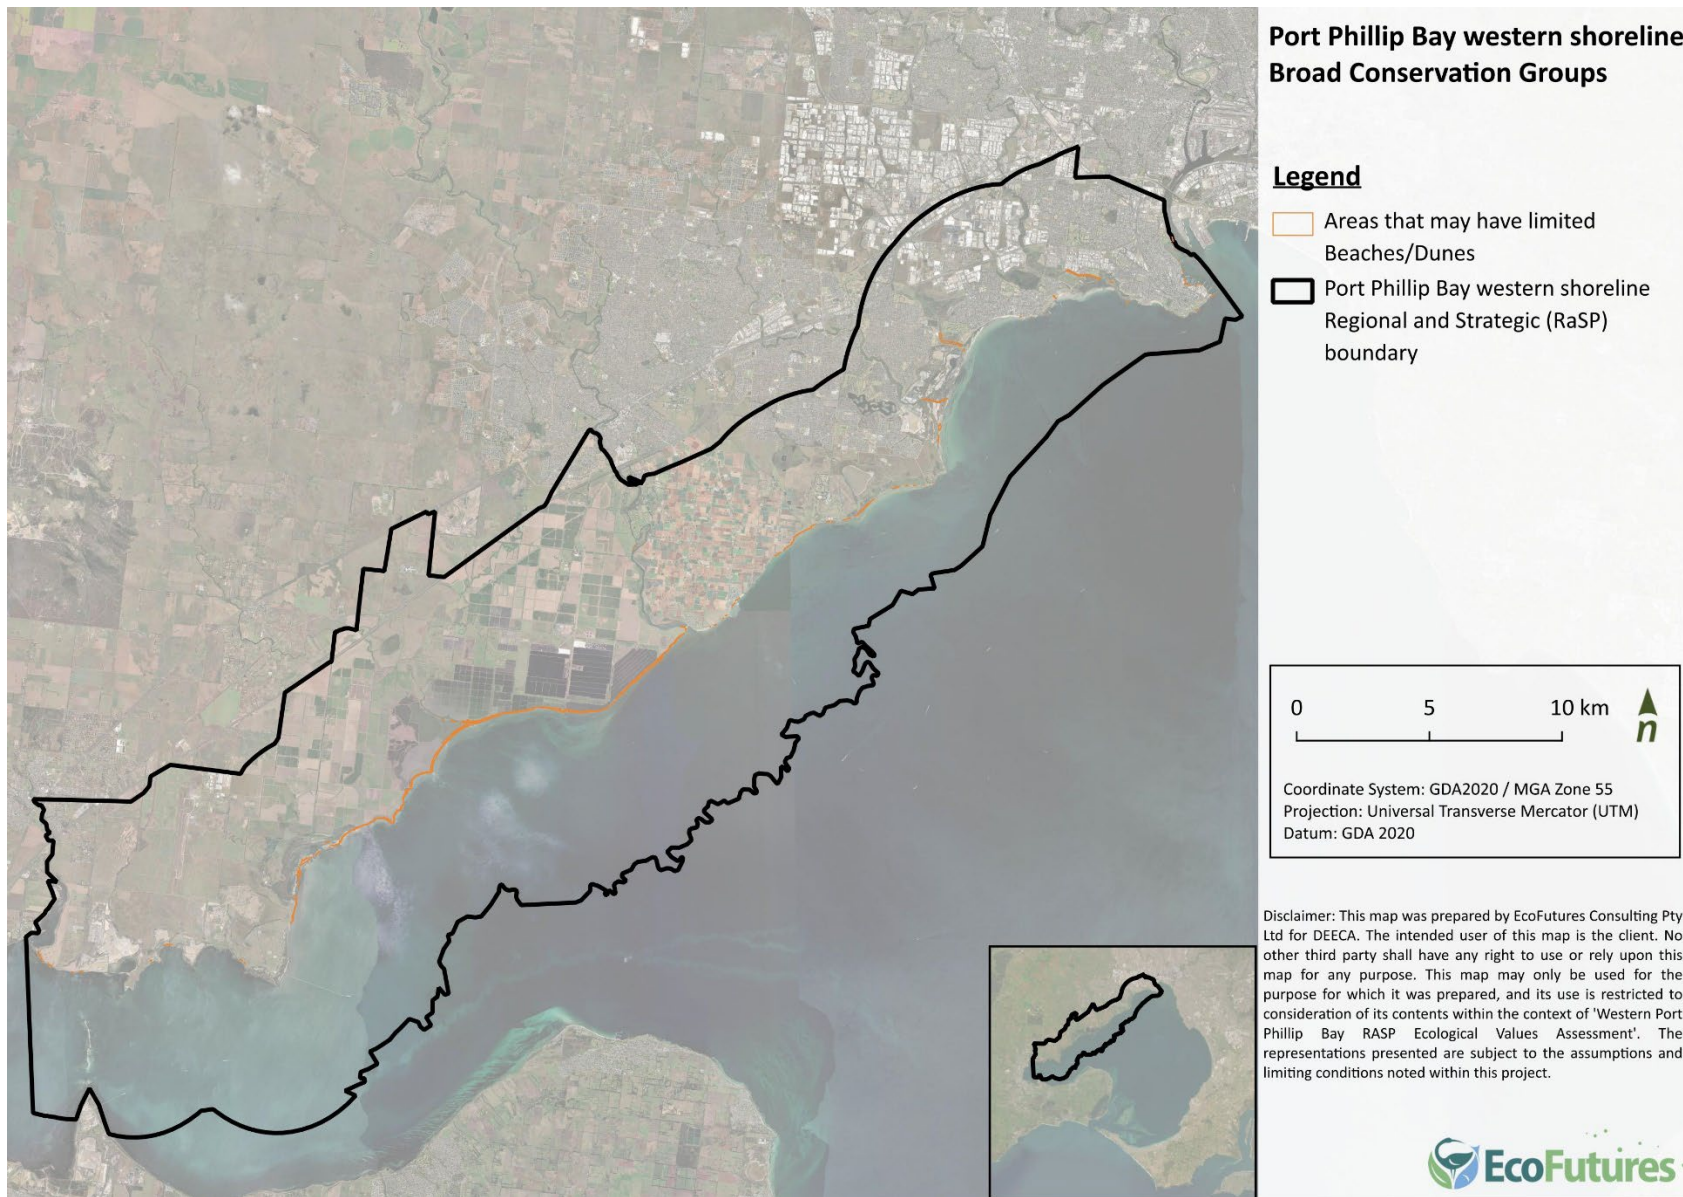 Port Phillip Bay western shoreline
Broad Conservation Groups
Legend
Areas that may have limited
Beaches/Dunes
Port Phillip Bay western shoreline
Regional and Strategic (RaSP)
boundary
0 5 10 km
n
Coordinate System: GDA2020 / MGA Zone 55
Projection: Universal Transverse Mercator (UTM)
Datum: GDA 2020
Disclaimer: This map was prepared by EcoFutures Consulting Pty
Ltd for DEECA. The intended user of this map is the client. No
other third party shall have any right to use or rely upon this
map for any purpose. This map may only be used for the
purpose for which it was prepared, and its use is restricted to
consideration of its contents within the context of 'Western Port
Phillip Bay RASP Ecological Values Assessment'. The
representations presented are subject to the assumptions and
limiting conditions noted within this project.
EcoFutures